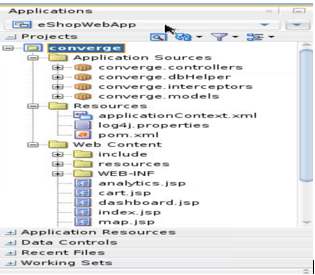 Applications
eShopWebApp
Projects
converge
Application Sources
converge.controllers
converge.dbHelper
converge.interceptors
converge.models
Resources
applicationContext.xml
log4j.properties
pom.xml
Web Content
include
resources
WEB-INF
analytics.jsp
cart.jsp
dashboard.jsp
index.jsp
map.jsp
Application Resources
Data Controls
Recent Files
Working Sets